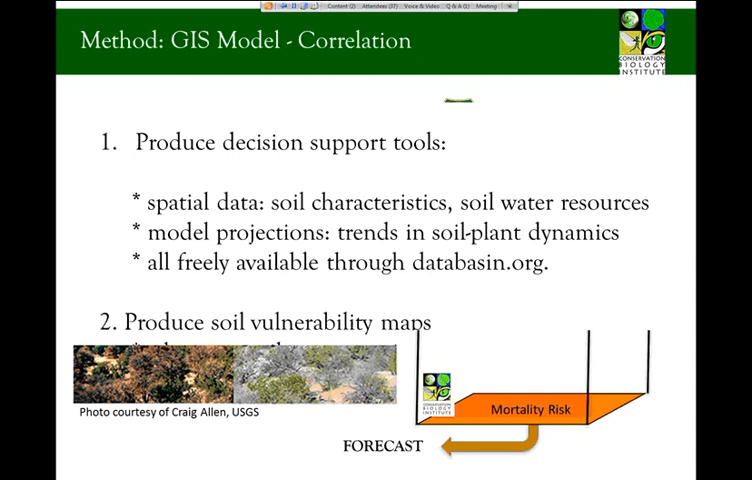 Content (2) Attendees (37) Voice & Video Q & A (1) Meeting
Method: GIS Model - Correlation
CONSERVATION
BIOLOGY
INSTITUTE
1. Produce decision support tools:
* spatial data: soil characteristics, soil water resources
* model projections: trends in soil-plant dynamics
* all freely available through databasin.org.
2. Produce soil vulnerability maps
CONSERVATION
BIOLOGY
INSTITUTE
Mortality Risk
Photo courtesy of Craig Allen, USGS
FORECAST